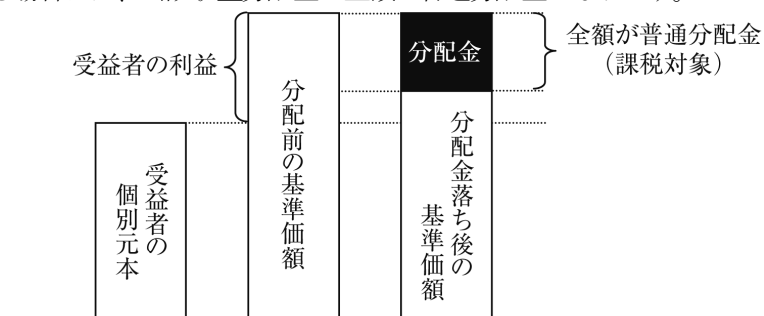 受益者の利益
分配金
全額が普通分配金
（課税対象）
受益者の
個別元本
分配前の基準価額
分配金落ち後の
基準価額